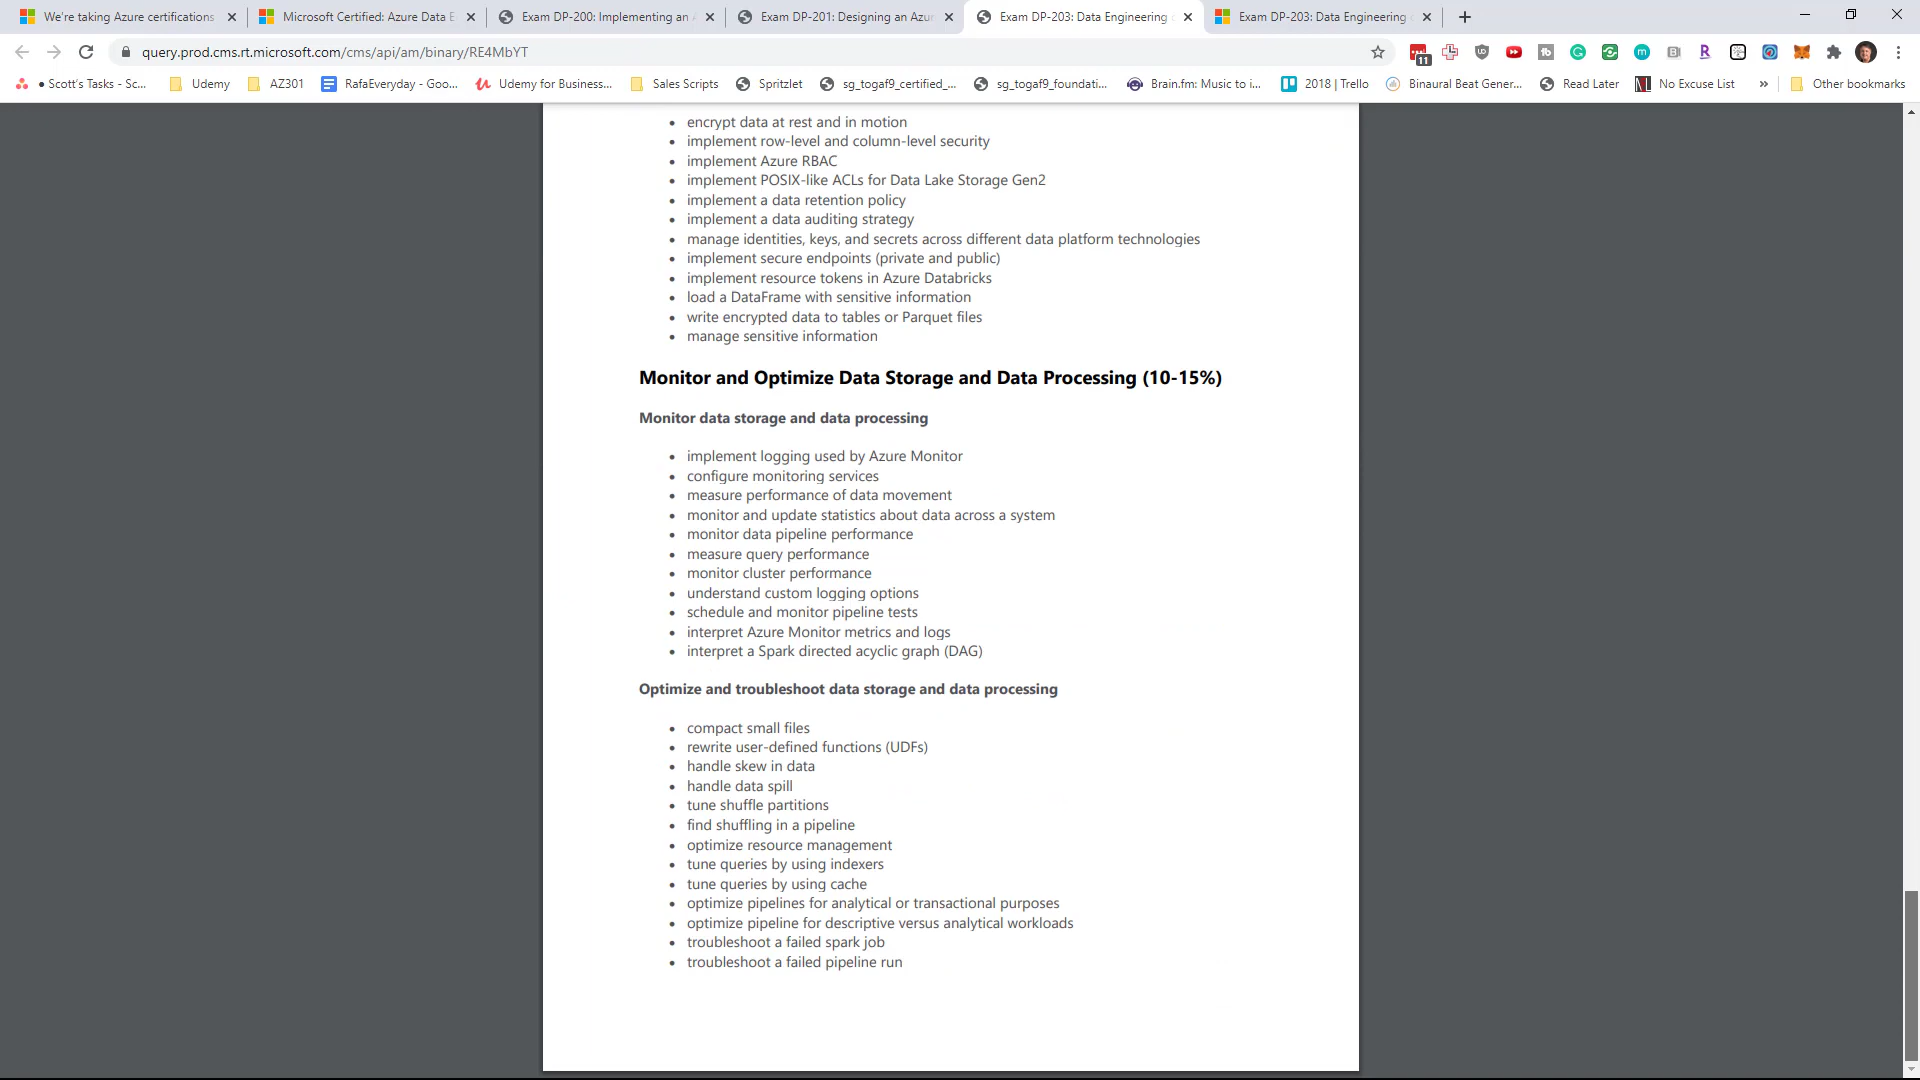 We're taking Azure certifications
Microsoft Certified: Azure Data E
Exam DP-200: Implementing an A
Exam DP-201: Designing an Azur
Exam DP-203: Data Engineering
Exam DP-203: Data Engineering
query.prod.cms.rt.microsoft.com/cms/api/am/binary/RE4MbYT
11
• Scott's Tasks - Sc...
Udemy
AZ301
RafaEveryday - Goo...
Udemy for Business...
Sales Scripts
Spritzlet
sg_togaf9_certified_...
sg_togaf9_foundati...
Brain.fm: Music to i...
2018 | Trello
Binaural Beat Gener...
Read Later
No Excuse List
»
Other bookmarks
• encrypt data at rest and in motion
• implement row-level and column-level security
• implement Azure RBAC
• implement POSIX-like ACLs for Data Lake Storage Gen2
• implement a data retention policy
• implement a data auditing strategy
• manage identities, keys, and secrets across different data platform technologies
• implement secure endpoints (private and public)
• implement resource tokens in Azure Databricks
• load a DataFrame with sensitive information
• write encrypted data to tables or Parquet files
• manage sensitive information
Monitor and Optimize Data Storage and Data Processing (10-15%)
Monitor data storage and data processing
• implement logging used by Azure Monitor
• configure monitoring services
• measure performance of data movement
• monitor and update statistics about data across a system
• monitor data pipeline performance
• measure query performance
• monitor cluster performance
• understand custom logging options
• schedule and monitor pipeline tests
• interpret Azure Monitor metrics and logs
• interpret a Spark directed acyclic graph (DAG)
Optimize and troubleshoot data storage and data processing
• compact small files
• rewrite user-defined functions (UDFs)
• handle skew in data
• handle data spill
• tune shuffle partitions
• find shuffling in a pipeline
• optimize resource management
• tune queries by using indexers
• tune queries by using cache
• optimize pipelines for analytical or transactional purposes
• optimize pipeline for descriptive versus analytical workloads
• troubleshoot a failed spark job
• troubleshoot a failed pipeline run